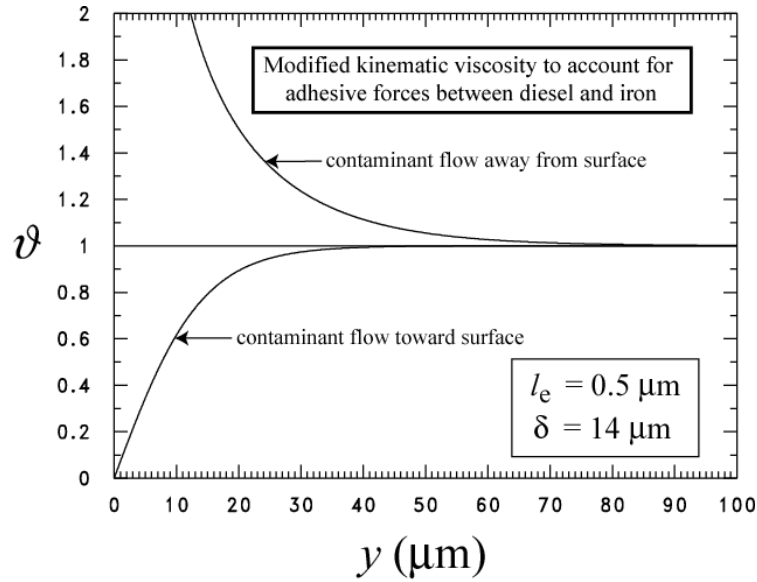 2
1.8
1.6
1.4
1.2
1
0.8
0.6
0.4
0.2
0
ϑ
Modified kinematic viscosity to account for
adhesive forces between diesel and iron
contaminant flow away from surface
contaminant flow toward surface
lₑ = 0.5 μm
δ = 14 μm
0 10 20 30 40 50 60 70 80 90 100
y (μm)